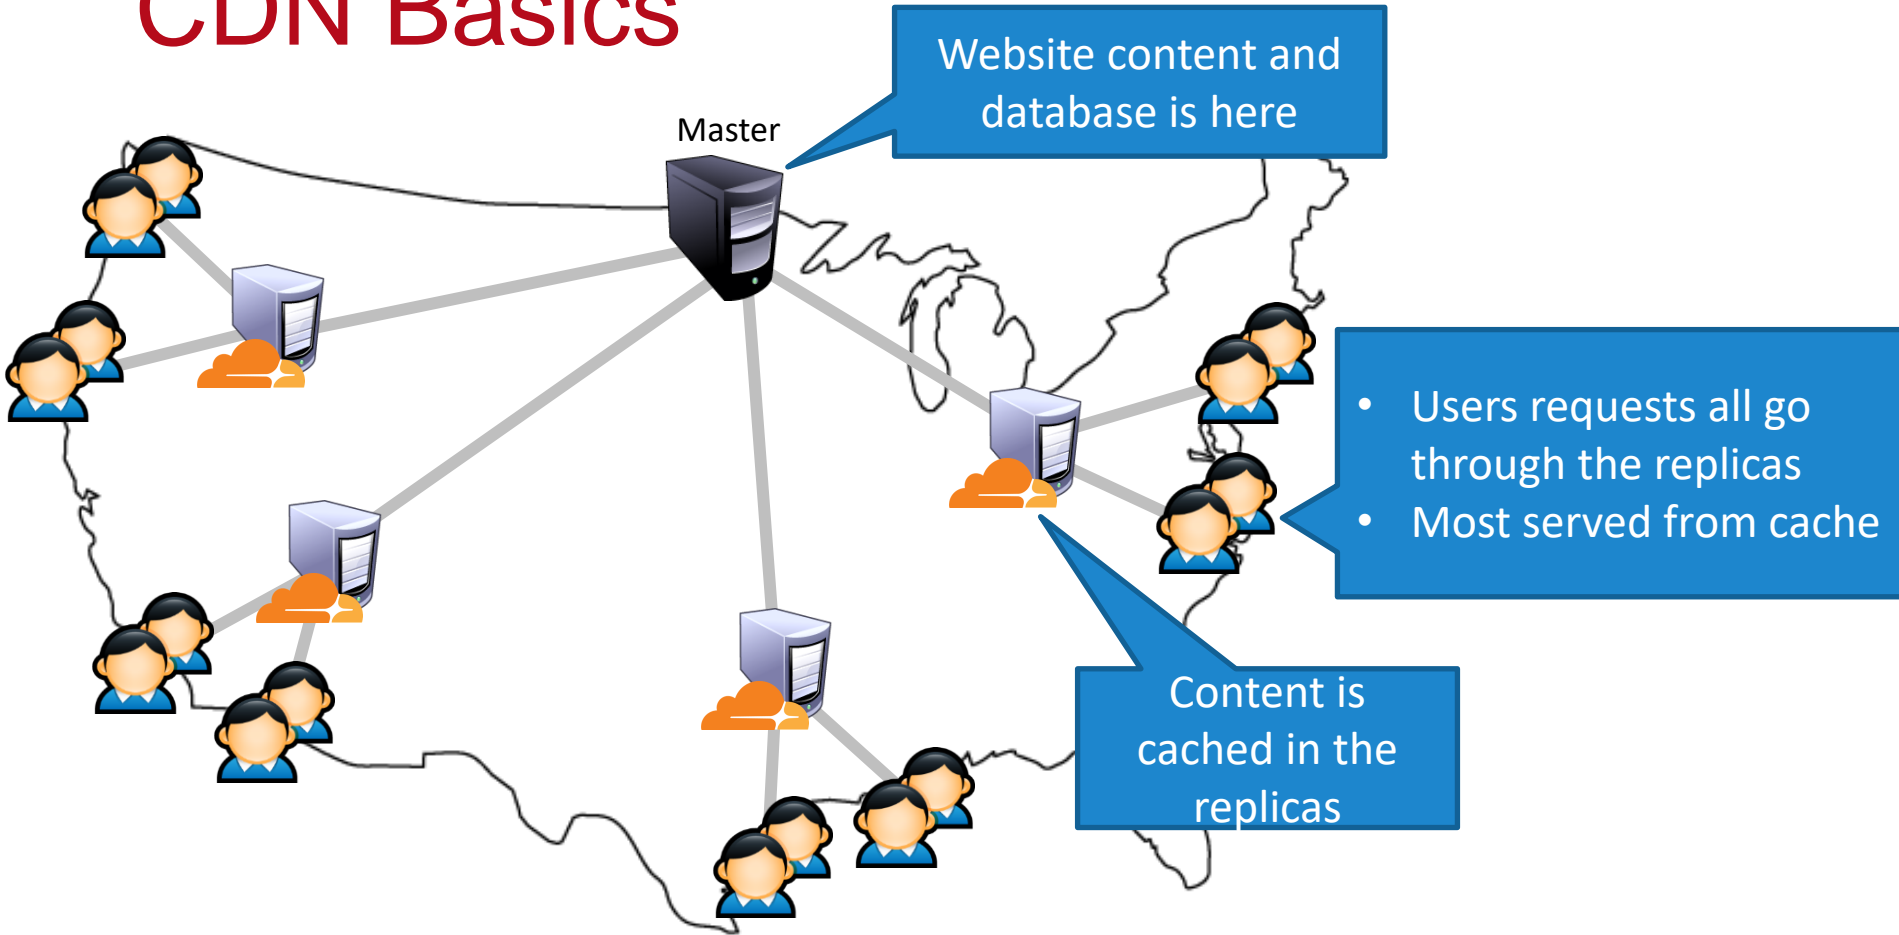 CDN Basics
Website content and
database is here
Master
• Users requests all go
through the replicas
• Most served from cache
Content is
cached in the
replicas